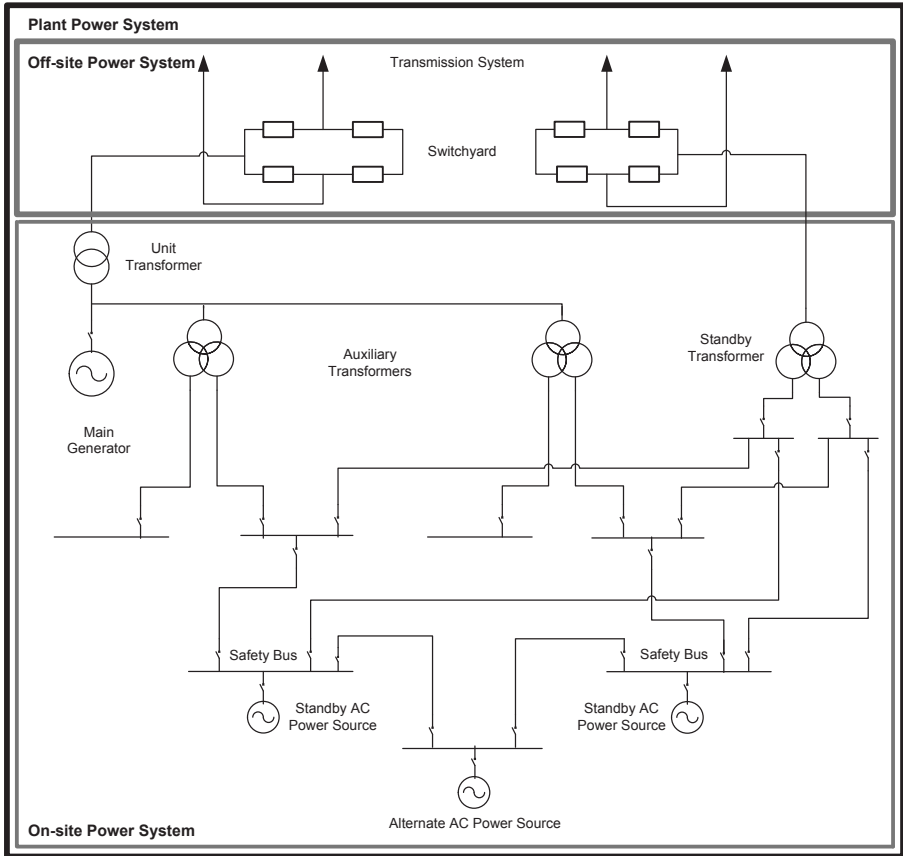 Plant Power System
Off-site Power System
Transmission System
Switchyard
Unit
Transformer
Auxiliary
Transformers
Standby
Transformer
Main
Generator
Safety Bus
Safety Bus
Standby AC
Power Source
Standby AC
Power Source
Alternate AC Power Source
On-site Power System